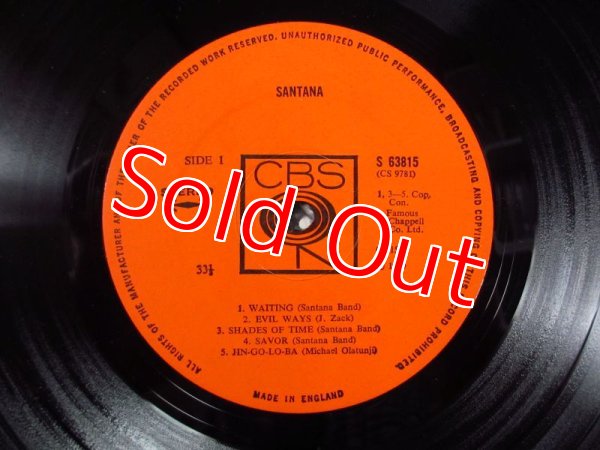 ALL RIGHTS OF THE MANUFACTURER AND OF THE OWNER OF THE RECORDED WORK RESERVED. UNAUTHORIZED PUBLIC PERFORMANCE, BROADCASTING AND COPYING OF THIS RECORD PROHIBITED.
SANTANA
SIDE 1
S 63815
(CS 9781)
STEREO
CBS
1, 3—5. Cop. Con.
Famous
Chappell
Co. Ltd.
33⅓
Sold Out
1. WAITING (Santana Band)
2. EVIL WAYS (J. Zack)
3. SHADES OF TIME (Santana Band)
4. SAVOR (Santana Band)
5. JIN-GO-LO-BA (Michael Olatunji)
MADE IN ENGLAND